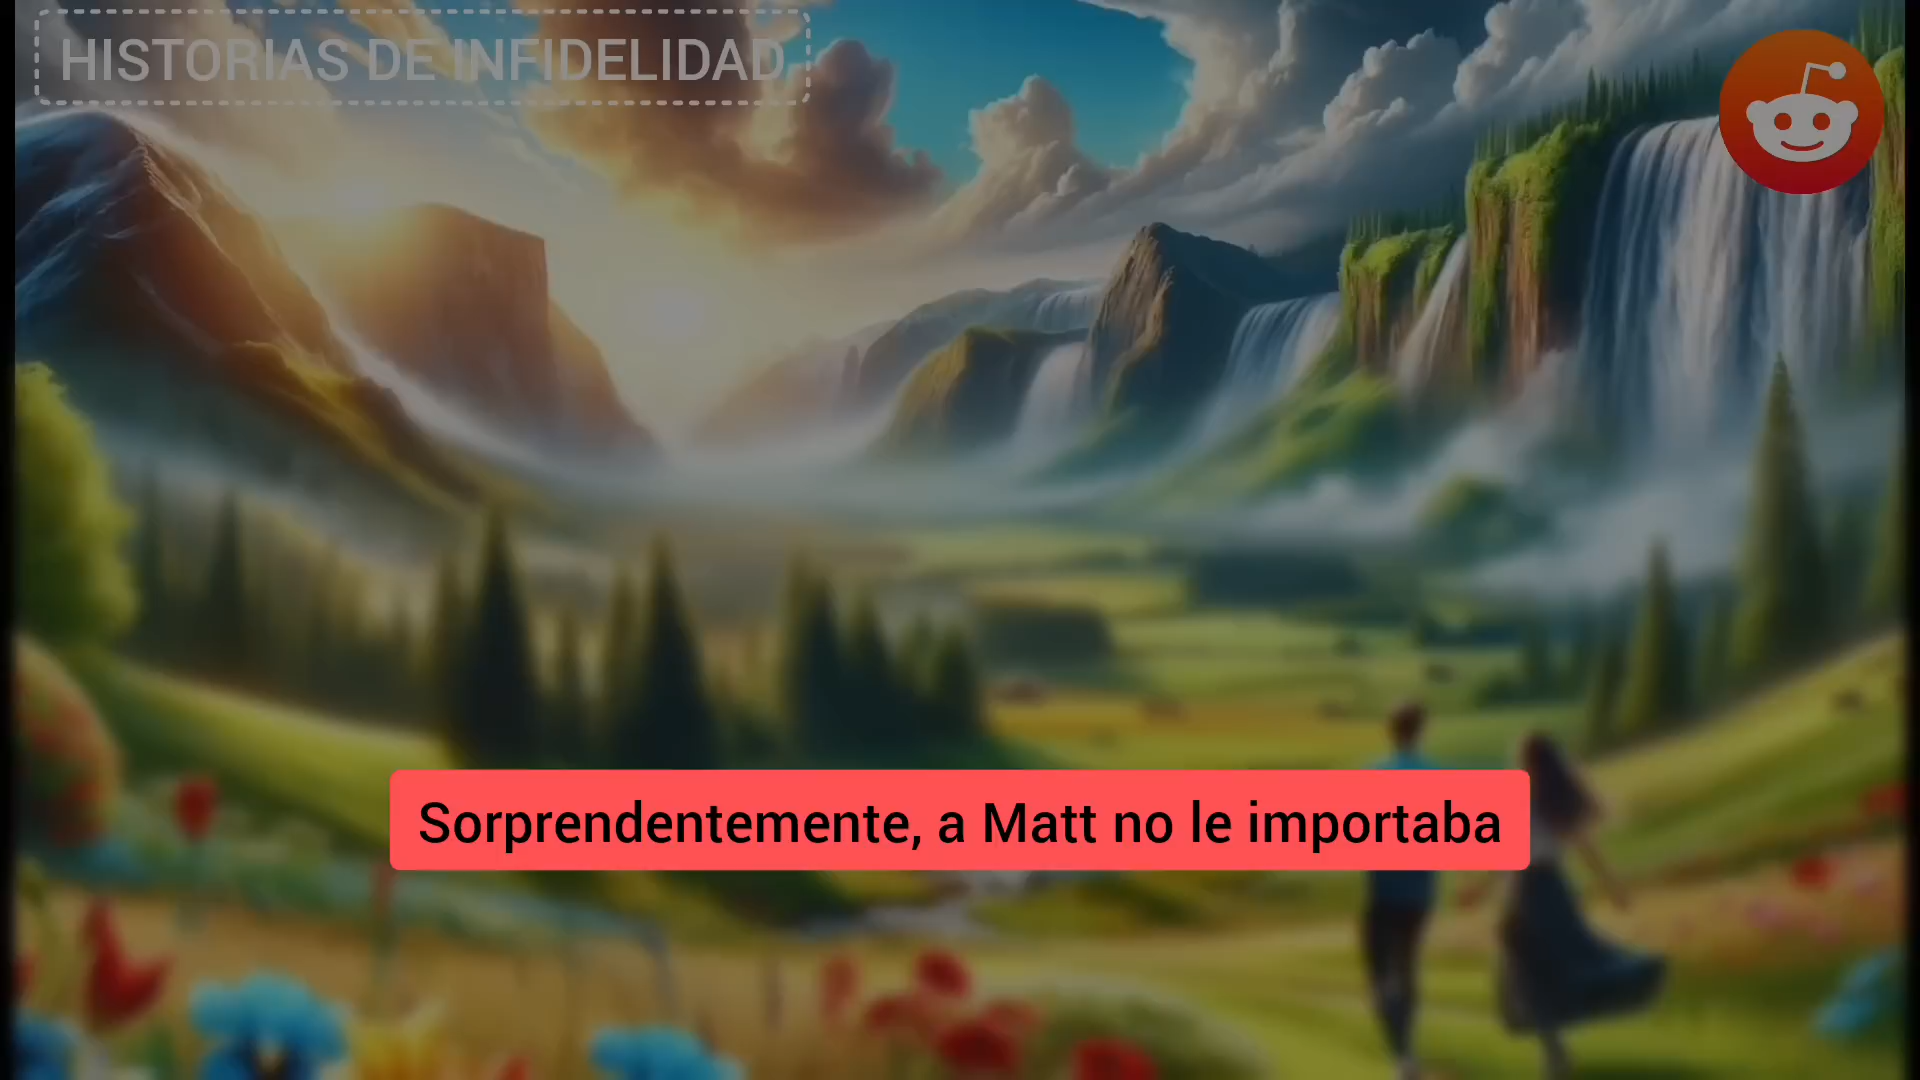 HISTORIAS DE INFIDELIDAD
Sorprendentemente, a Matt no le importaba